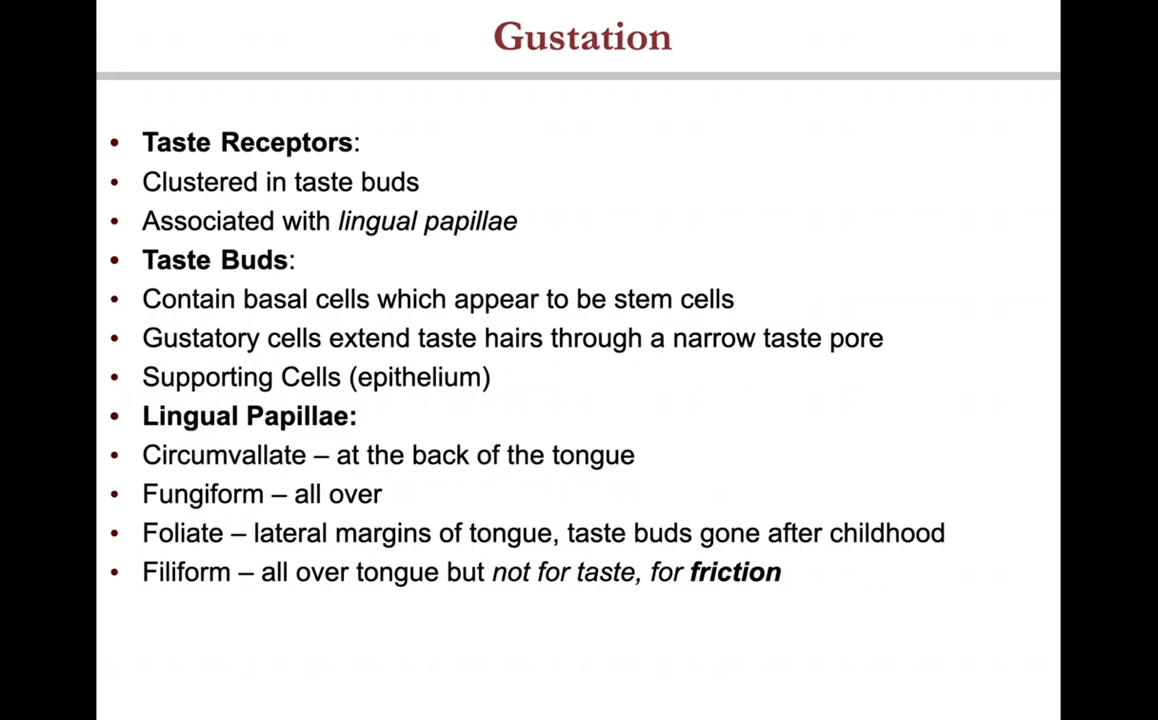 Gustation
• Taste Receptors:
• Clustered in taste buds
• Associated with lingual papillae
• Taste Buds:
• Contain basal cells which appear to be stem cells
• Gustatory cells extend taste hairs through a narrow taste pore
• Supporting Cells (epithelium)
• Lingual Papillae:
• Circumvallate – at the back of the tongue
• Fungiform – all over
• Foliate – lateral margins of tongue, taste buds gone after childhood
• Filiform – all over tongue but not for taste, for friction